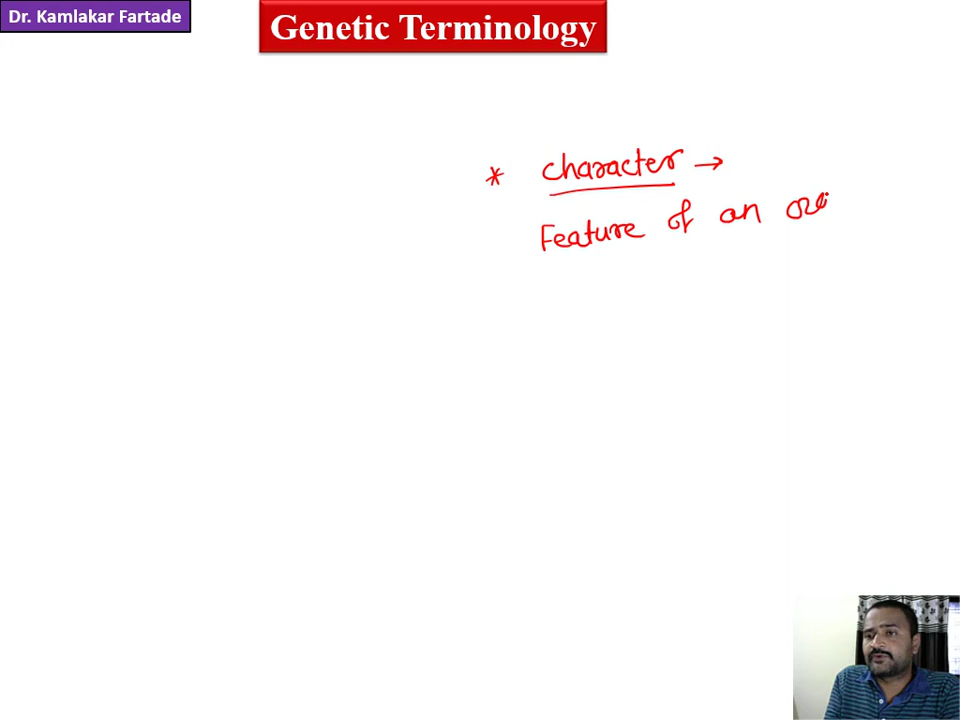 Dr. Kamlakar Fartade
Genetic Terminology
* character →
Feature of an